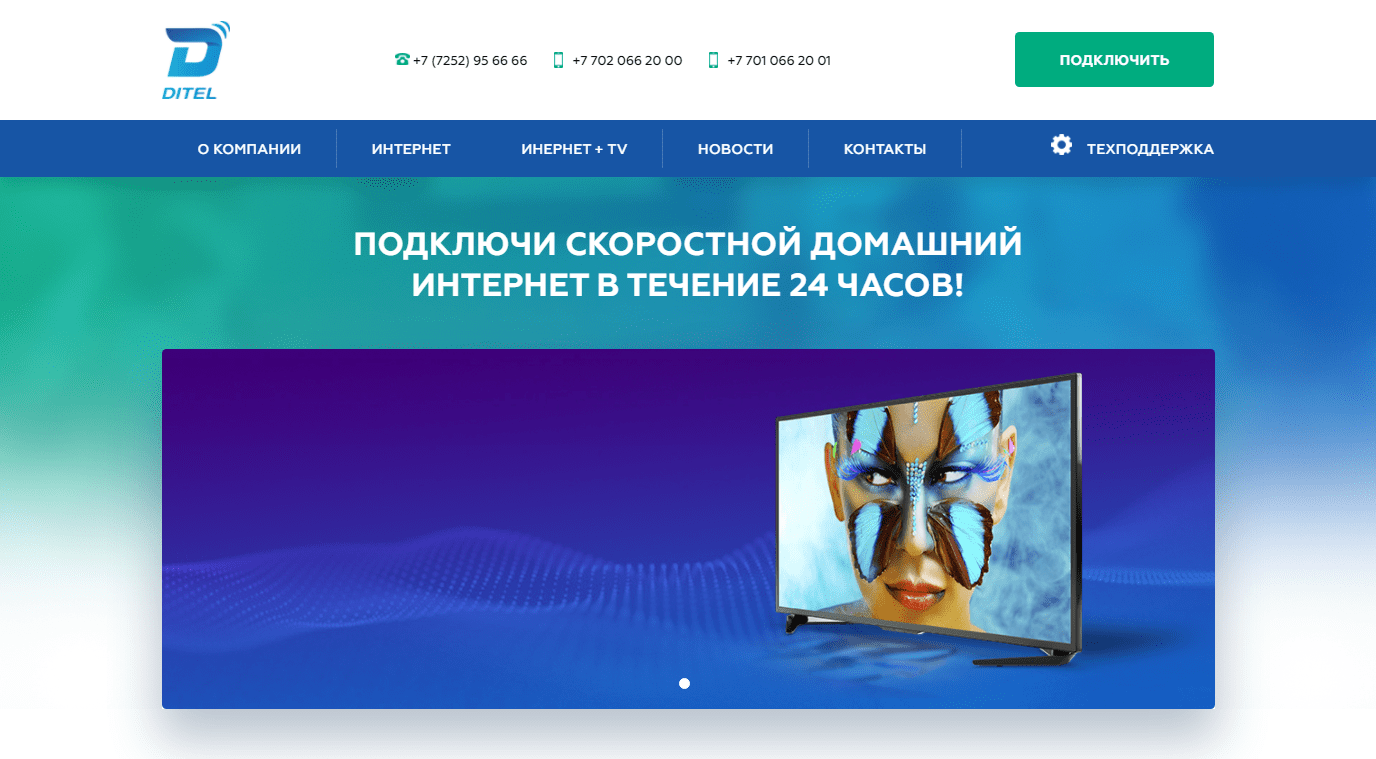 DITEL
+7 (7252) 95 66 66
+7 702 066 20 00
+7 701 066 20 01
ПОДКЛЮЧИТЬ
О КОМПАНИИ
ИНТЕРНЕТ
ИНЕРНЕТ + TV
НОВОСТИ
КОНТАКТЫ
ТЕХПОДДЕРЖКА
ПОДКЛЮЧИ СКОРОСТНОЙ ДОМАШНИЙ
ИНТЕРНЕТ В ТЕЧЕНИЕ 24 ЧАСОВ!